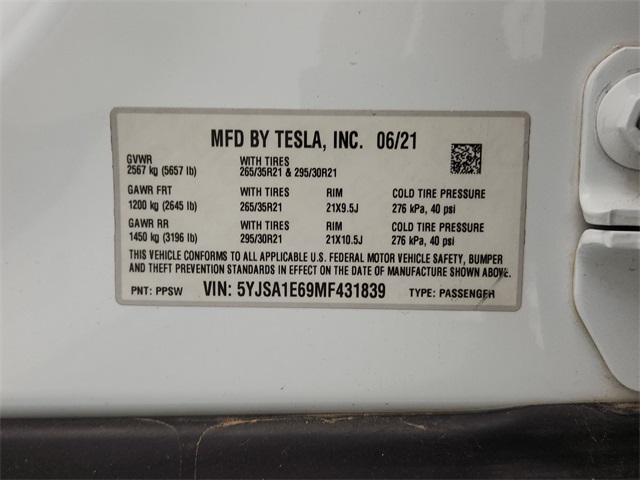 MFD BY TESLA, INC. 06/21
GVWR WITH TIRES
2567 kg (5657 lb) 265/35R21 & 295/30R21
GAWR FRT WITH TIRES RIM COLD TIRE PRESSURE
1200 kg (2645 lb) 265/35R21 21X9.5J 276 kPa, 40 psi
GAWR RR WITH TIRES RIM COLD TIRE PRESSURE
1450 kg (3196 lb) 295/30R21 21X10.5J 276 kPa, 40 psi
THIS VEHICLE CONFORMS TO ALL APPLICABLE U.S. FEDERAL MOTOR VEHICLE SAFETY, BUMPER
AND THEFT PREVENTION STANDARDS IN EFFECT ON THE DATE OF MANUFACTURE SHOWN ABOVE.
PNT: PPSW VIN: 5YJSA1E69MF431839 TYPE: PASSENGER